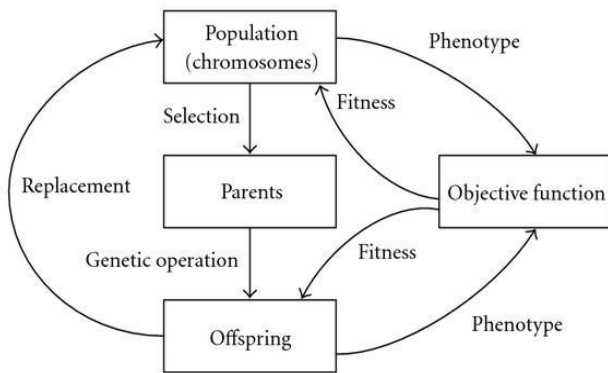 Population
(chromosomes)
Phenotype
Selection
Fitness
Replacement
Parents
Objective function
Genetic operation
Fitness
Offspring
Phenotype